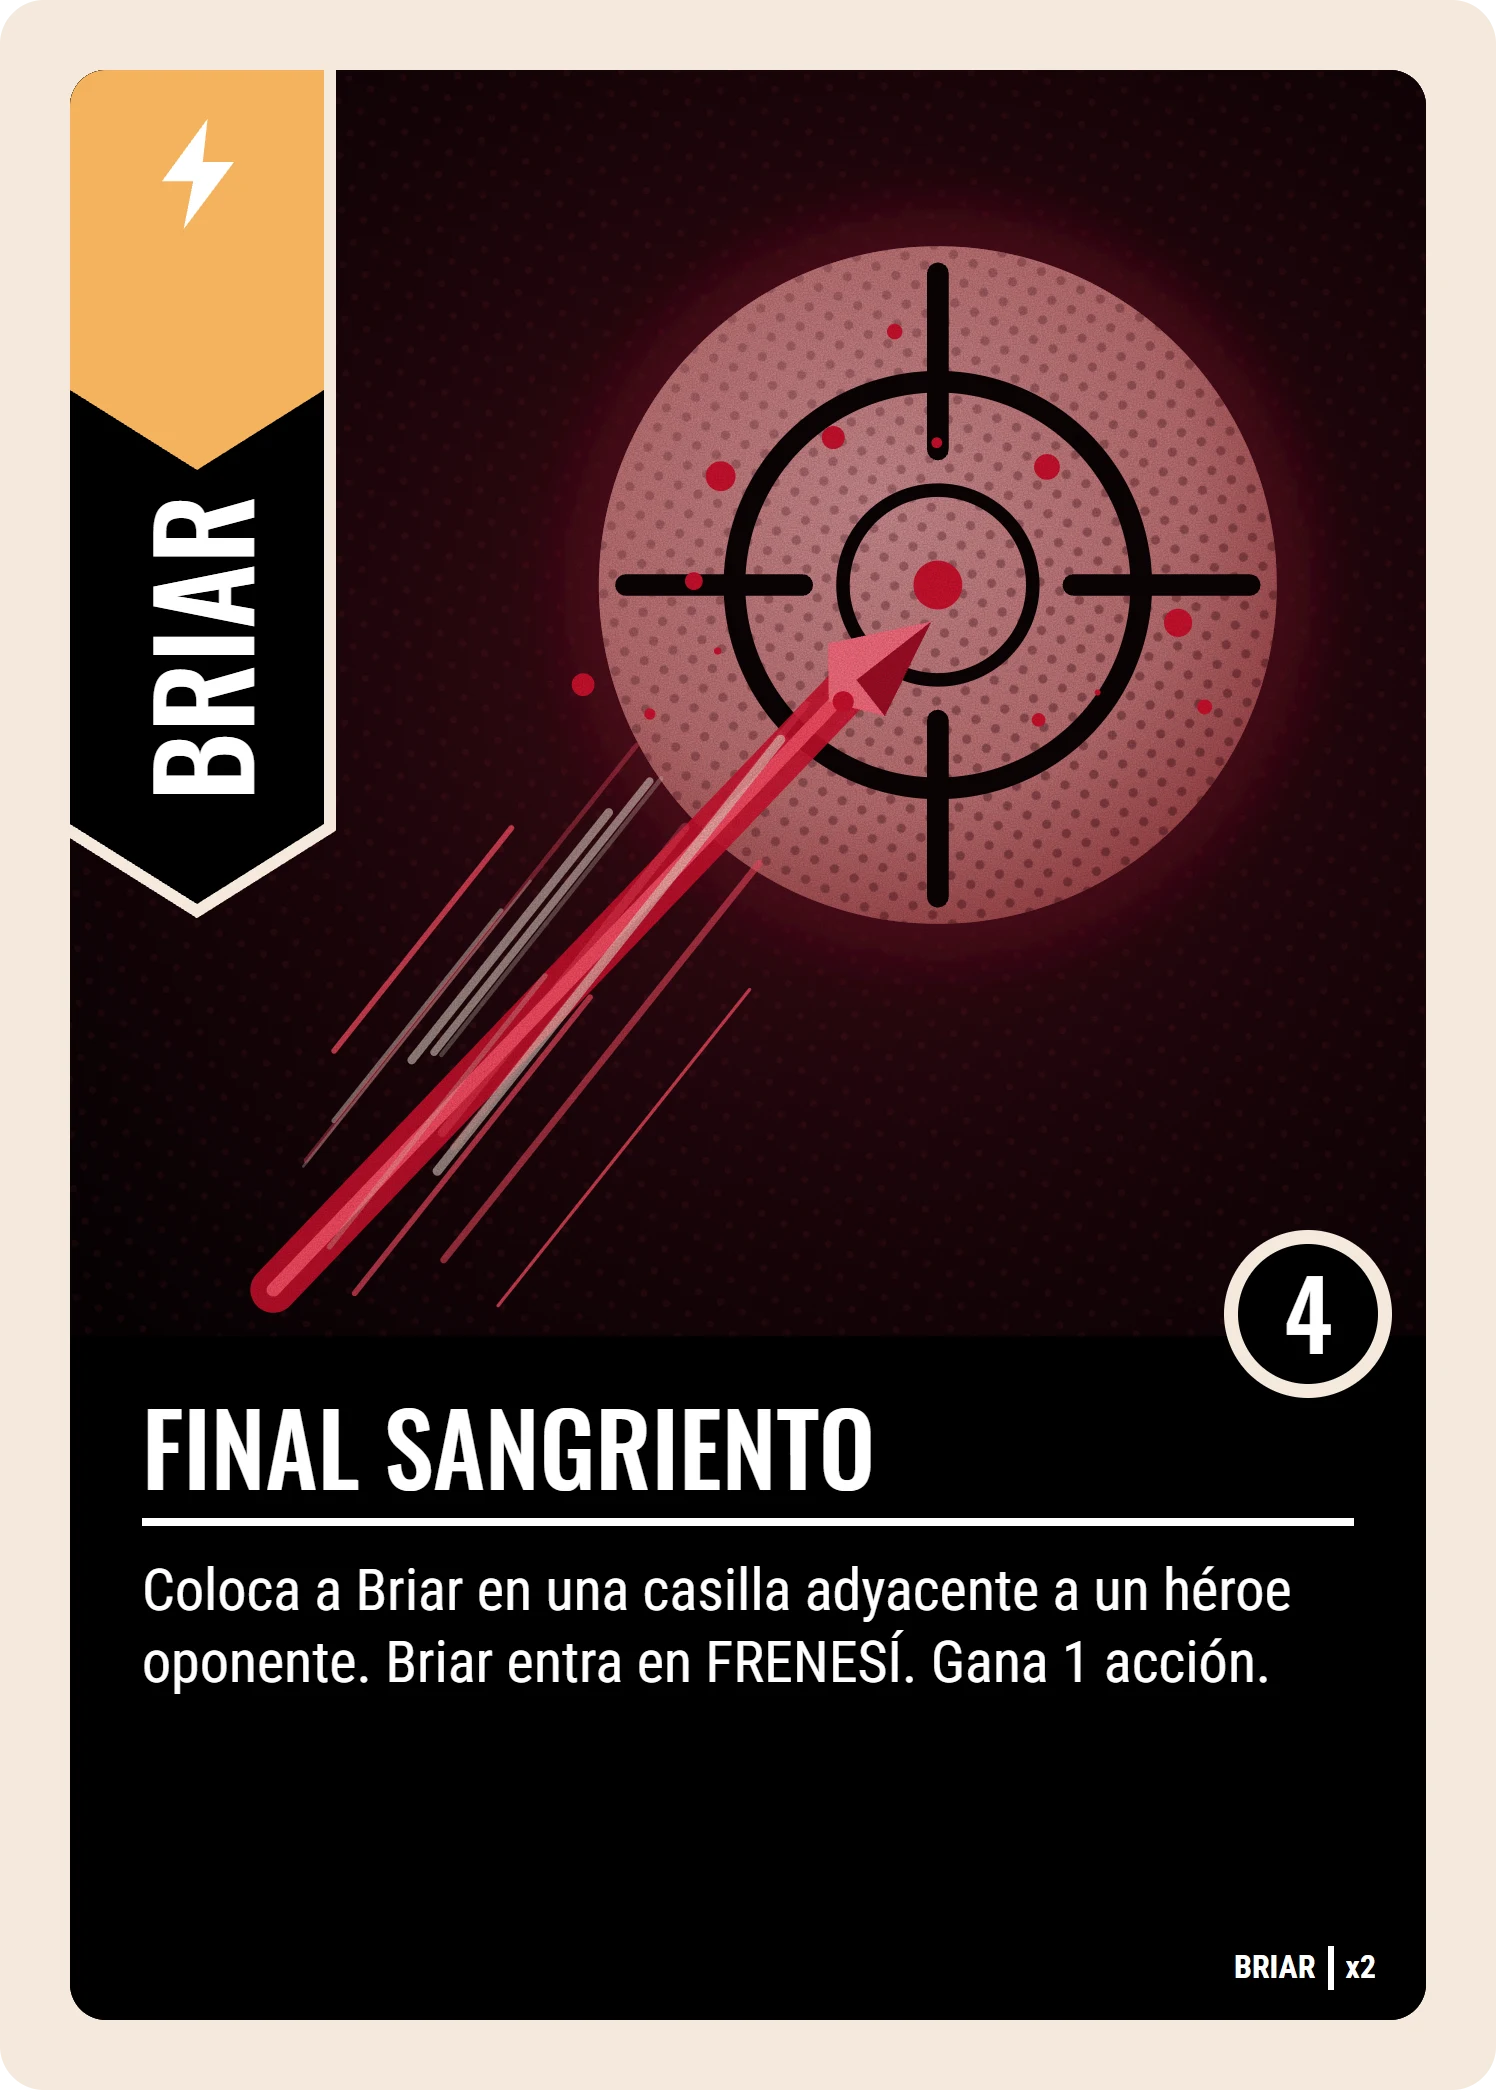 BRIAR
4
FINAL SANGRIENTO
Coloca a Briar en una casilla adyacente a un héroe
oponente. Briar entra en FRENESÍ. Gana 1 acción.
BRIAR | x2